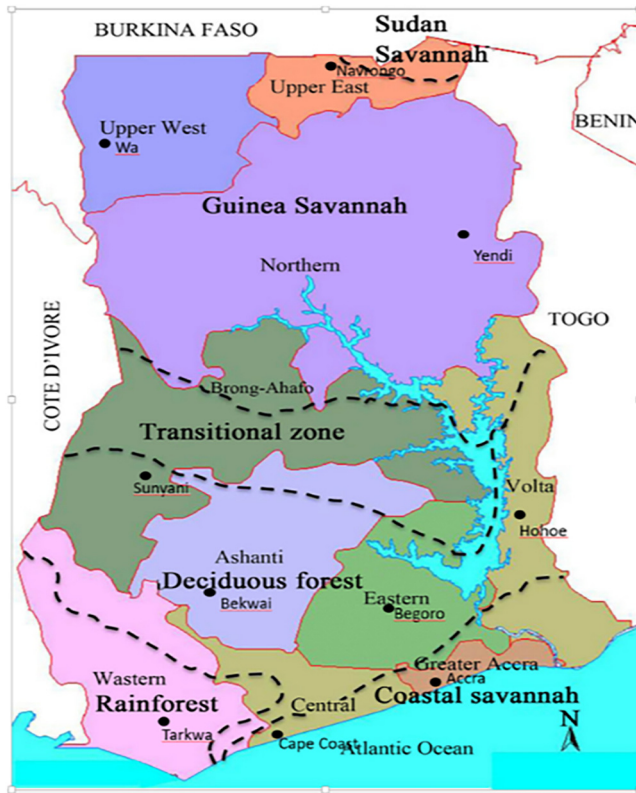 BURKINA FASO
Sudan
Savannah
Navrongo
Upper East
BENIN
Upper West
Wa
Guinea Savannah
Yendi
Northern
TOGO
COTE D'IVORE
Brong-Ahafo
Transitional zone
Sunyani
Volta
Hohoe
Ashanti
Deciduous forest
Bekwai
Eastern
Begoro
Wastern
Greater Accra
Accra
Rainforest
Central
Coastal savannah
Tarkwa
Cape Coast
Atlantic Ocean
N